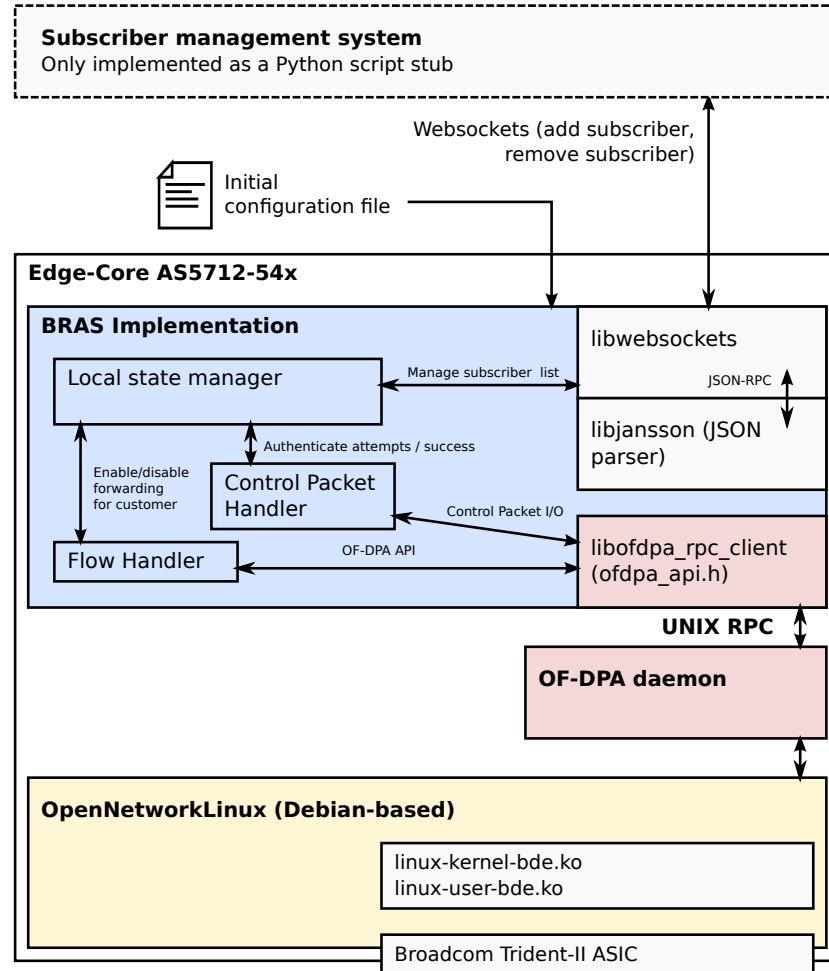 Subscriber management system
Only implemented as a Python script stub
Websockets (add subscriber,
remove subscriber)
Initial
configuration file
Edge-Core AS5712-54x
BRAS Implementation
libwebsockets
Local state manager
Manage subscriber list
JSON-RPC
libjansson (JSON
parser)
Authenticate attempts / success
Enable/disable
forwarding
for customer
Control Packet
Handler
Control Packet I/O
OF-DPA API
Flow Handler
libofdpa_rpc_client
(ofdpa_api.h)
UNIX RPC
OF-DPA daemon
OpenNetworkLinux (Debian-based)
linux-kernel-bde.ko
linux-user-bde.ko
Broadcom Trident-II ASIC